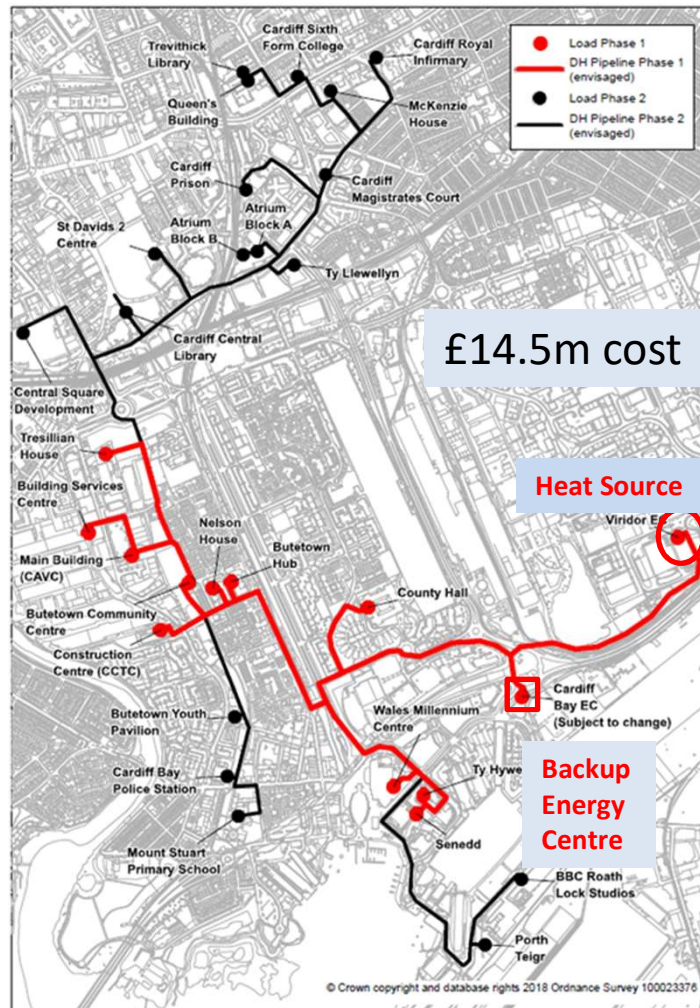 Trevithick
Library
Cardiff Sixth
Form College
Cardiff Royal
Infirmary
Load Phase 1
DH Pipeline Phase 1
(envisaged)
Load Phase 2
DH Pipeline Phase 2
(envisaged)
Queen's
Building
McKenzie
House
Cardiff
Prison
Cardiff
Magistrates Court
Atrium
Block A
Atrium
Block B
St Davids 2
Centre
Ty Llewellyn
£14.5m cost
Cardiff Central
Library
Central Square
Development
Tresillian
House
Heat Source
Building Services
Centre
Viridor
Nelson
House
Butetown
Hub
Main Building
(CAVC)
County Hall
Butetown Community
Centre
Construction
Centre (CCTC)
Cardiff
Bay EC
(Subject to change)
Wales Millennium
Centre
Butetown Youth
Pavilion
Cardiff Bay
Police Station
Ty Hywe
Backup
Energy
Centre
Senedd
Mount Stuart
Primary School
BBC Roath
Lock Studios
Porth
Teigr
© Crown copyright and database rights 2018 Ordnance Survey 100023376